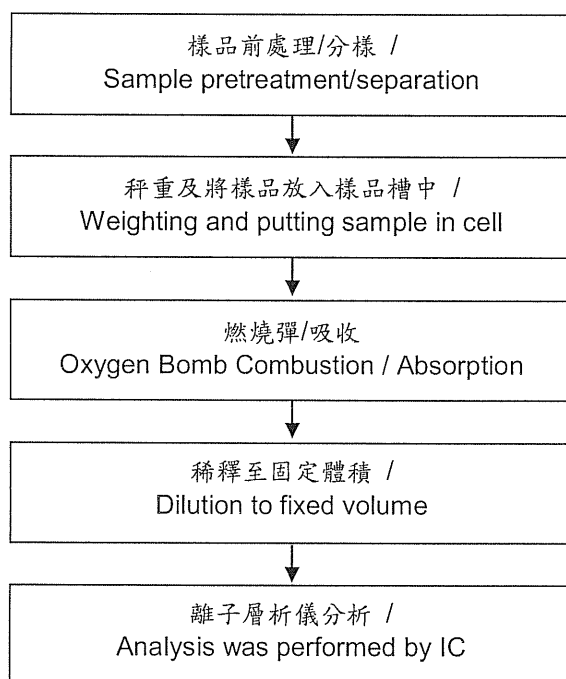 樣品前處理/分樣 /
Sample pretreatment/separation
秤重及將樣品放入樣品槽中 /
Weighting and putting sample in cell
燃燒彈/吸收
Oxygen Bomb Combustion / Absorption
稀釋至固定體積 /
Dilution to fixed volume
離子層析儀分析 /
Analysis was performed by IC